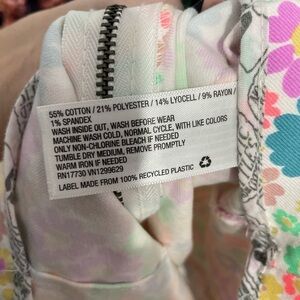 55% COTTON / 21% POLYESTER / 14% LYOCELL / 9% RAYON /
1% SPANDEX
WASH INSIDE OUT, WASH BEFORE WEAR
MACHINE WASH COLD, NORMAL CYCLE, WITH LIKE COLORS
ONLY NON-CHLORINE BLEACH IF NEEDED
TUMBLE DRY MEDIUM, REMOVE PROMPTLY
WARM IRON IF NEEDED
RN17730 VN1299629
LABEL MADE FROM 100% RECYCLED PLASTIC